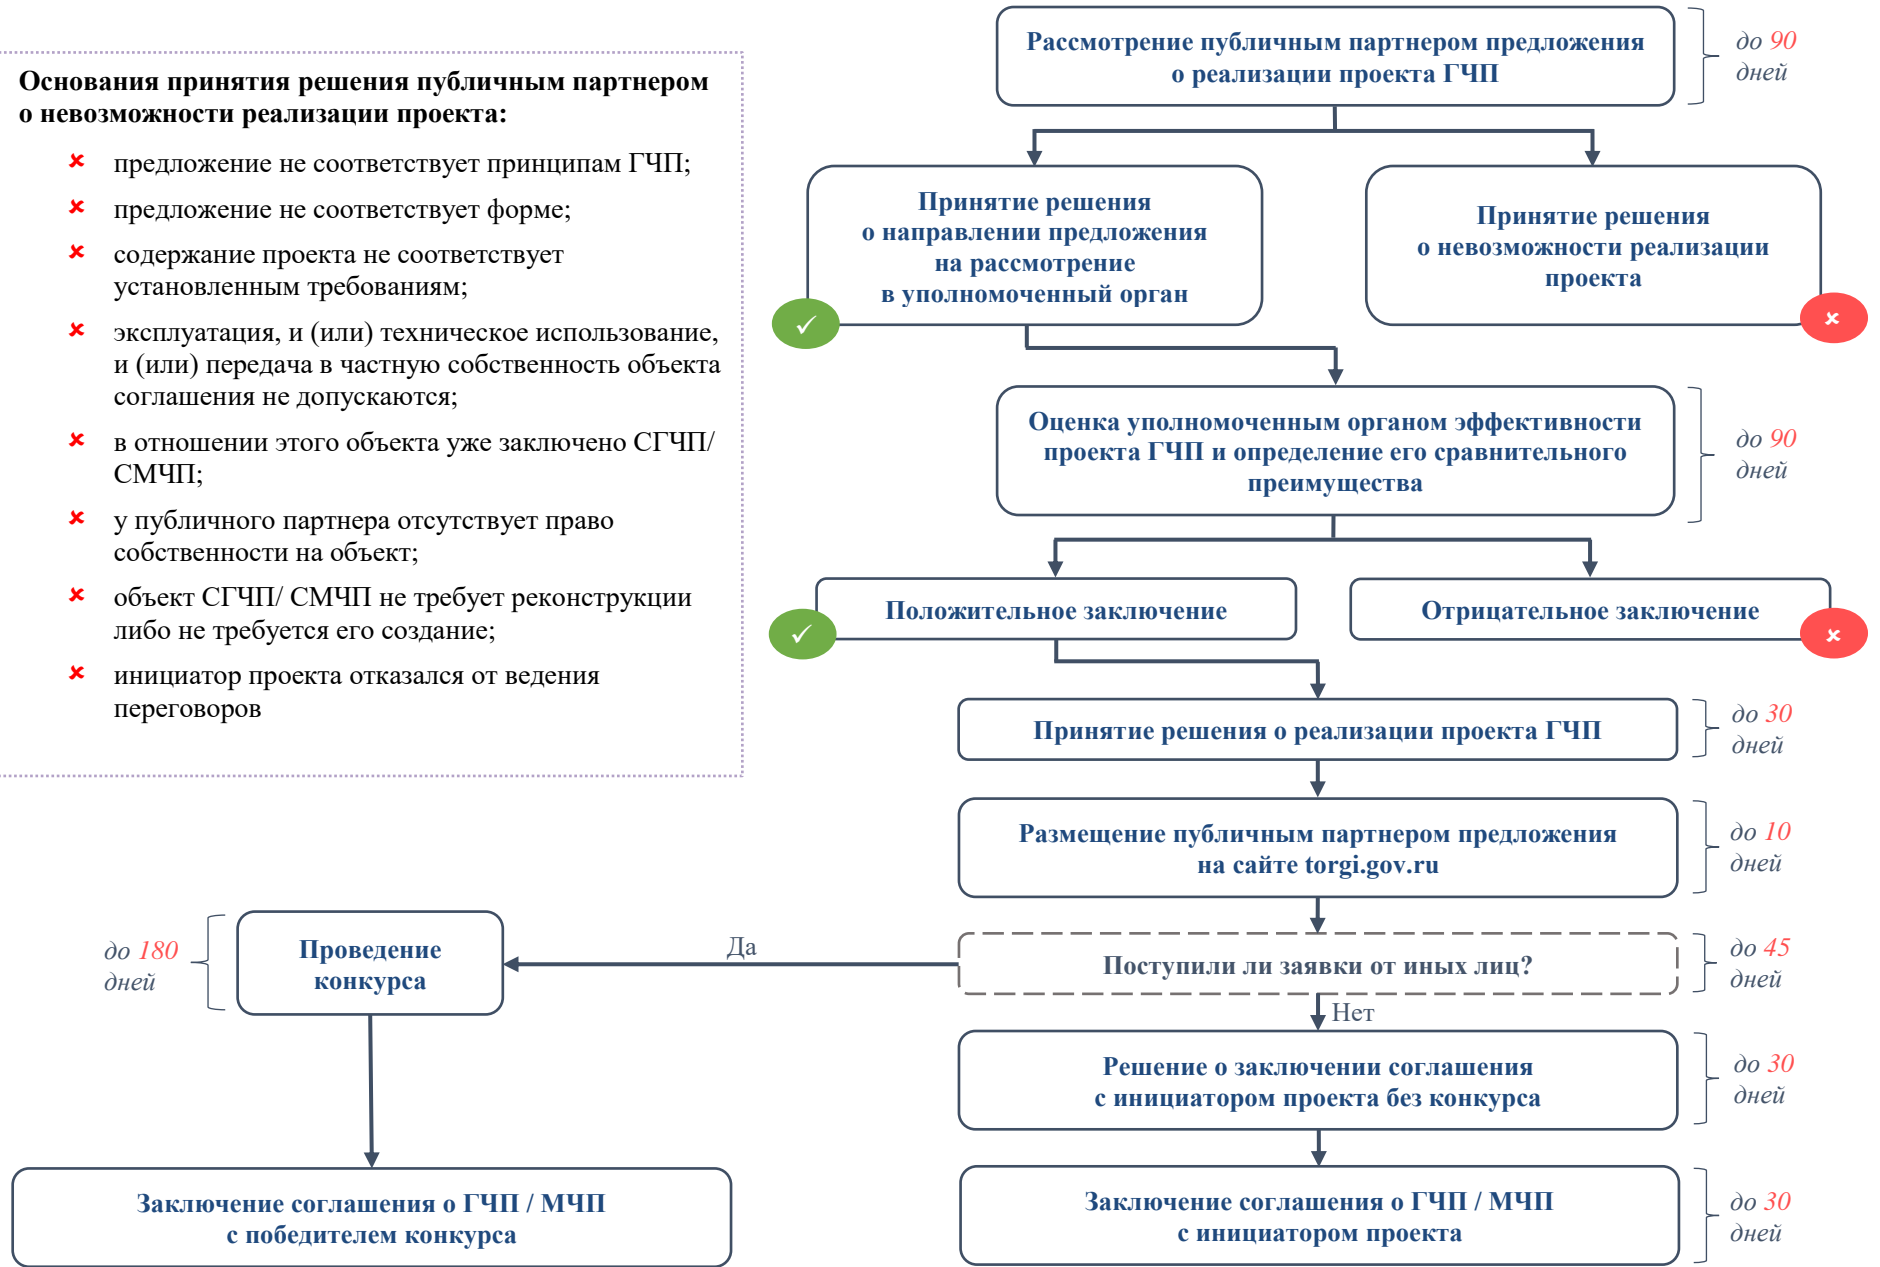 Основания принятия решения публичным партнером
о невозможности реализации проекта:
предложение не соответствует принципам ГЧП;
предложение не соответствует форме;
содержание проекта не соответствует
установленным требованиям;
эксплуатация, и (или) техническое использование,
и (или) передача в частную собственность объекта
соглашения не допускаются;
в отношении этого объекта уже заключено СГЧП/
СМЧП;
у публичного партнера отсутствует право
собственности на объект;
объект СГЧП/ СМЧП не требует реконструкции
либо не требуется его создание;
инициатор проекта отказался от ведения
переговоров
Рассмотрение публичным партнером предложения
о реализации проекта ГЧП
до 90
дней
Принятие решения
о направлении предложения
на рассмотрение
в уполномоченный орган
Принятие решения
о невозможности реализации
проекта
Оценка уполномоченным органом эффективности
проекта ГЧП и определение его сравнительного
преимущества
до 90
дней
Положительное заключение
Отрицательное заключение
Принятие решения о реализации проекта ГЧП
до 30
дней
Размещение публичным партнером предложения
на сайте torgi.gov.ru
до 10
дней
Поступили ли заявки от иных лиц?
до 45
дней
Да
Проведение
конкурса
до 180
дней
Нет
Решение о заключении соглашения
с инициатором проекта без конкурса
до 30
дней
Заключение соглашения о ГЧП / МЧП
с победителем конкурса
Заключение соглашения о ГЧП / МЧП
с инициатором проекта
до 30
дней